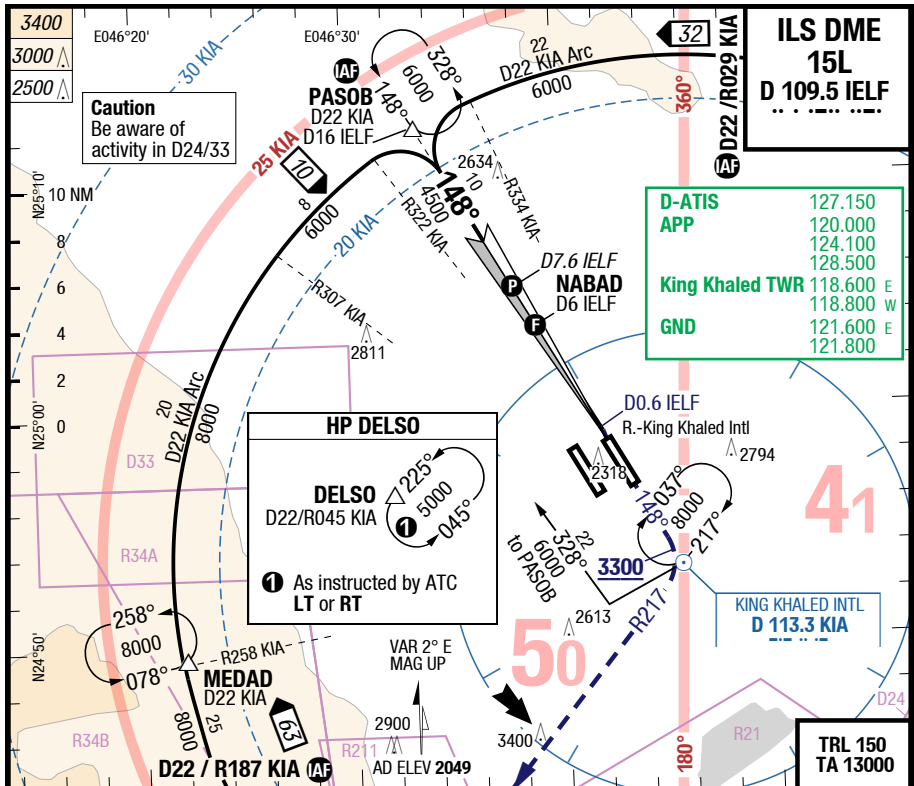 3400
3000
2500
E046°20'
E046°30'
30 KIA
IAF
PASOB
D22 KIA
D16 IELF
148°
6000
328°
22
D22 KIA Arc
6000
32
360°
D22 /R029 KIA
IAF
ILS DME
15L
D 109.5 IELF
Caution
Be aware of
activity in D24/33
25 KIA
10
8
6000
20 KIA
N25°10'
10 NM
8
6
4
2
0
N25°00'
N24°50'
2634
10
148°
4500
R334 KIA
R322 KIA
R307 KIA
2811
D7.6 IELF
P
NABAD
D6 IELF
F
D-ATIS 127.150
APP 120.000
124.100
128.500
King Khaled TWR 118.600 E
118.800 W
GND 121.600 E
121.800
20
D22 KIA Arc
8000
D33
R34A
HP DELSO
DELSO
D22/R045 KIA
225°
5000
045°
1
1 As instructed by ATC
LT or RT
D0.6 IELF
R.-King Khaled Intl
2318
2794
148°
037°
8000
217°
3300
41
22
328°
6000
to PASOB
R217
KING KHALED INTL
D 113.3 KIA
50
2613
258°
8000
078°
R258 KIA
MEDAD
D22 KIA
8000
25
63
VAR 2° E
MAG UP
2900
3400
R34B
R211
AD ELEV 2049
D22 / R187 KIA IAF
180°
R21
D24
TRL 150
TA 13000